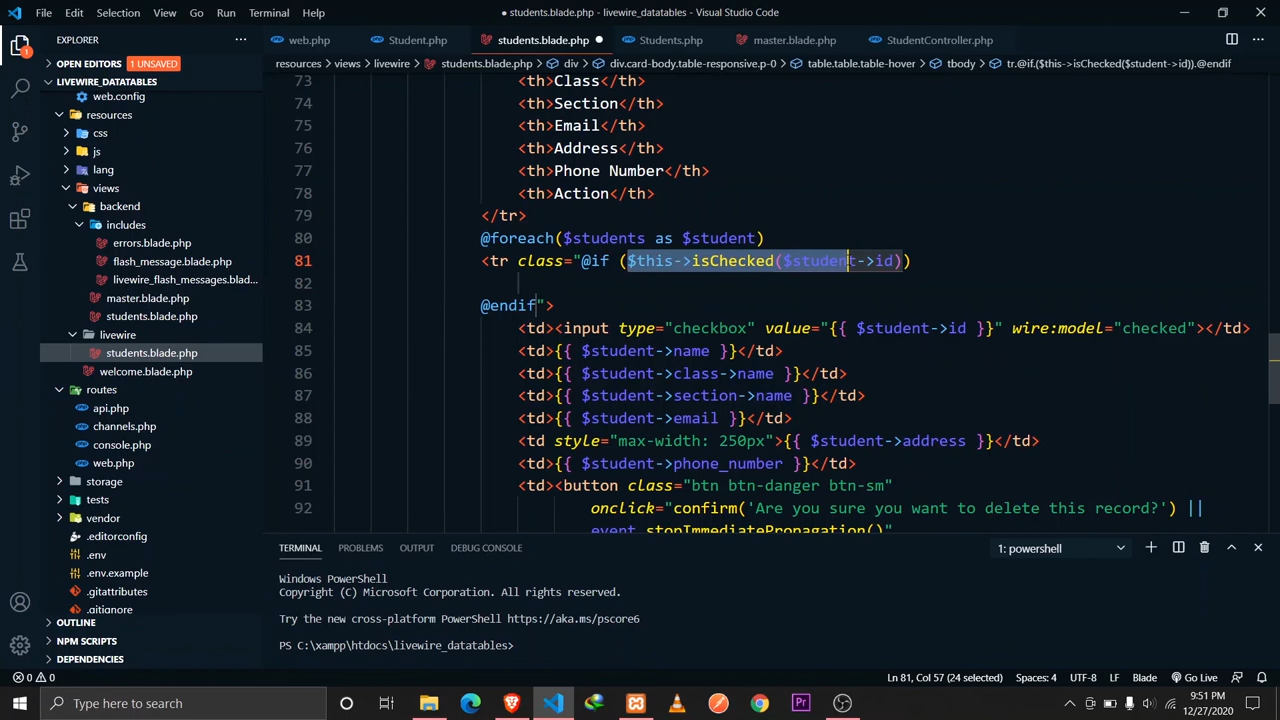 File Edit Selection View Go Run Terminal Help
● students.blade.php - livewire_datatables - Visual Studio Code
EXPLORER ...
web.php Student.php students.blade.php ● Students.php master.blade.php StudentController.php ...
OPEN EDITORS 1 UNSAVED
resources > views > livewire > students.blade.php > div > div.card-body.table-responsive.p-0 > table.table.table-hover > tbody > tr.@if.($this->isChecked($student->id)).@endif
LIVEWIRE_DATATABLES
web.config
resources
css
js
lang
views
backend
includes
errors.blade.php
flash_message.blade.php
livewire_flash_messages.blad...
master.blade.php
students.blade.php
livewire
students.blade.php
welcome.blade.php
routes
api.php
channels.php
console.php
web.php
storage
tests
vendor
.editorconfig
.env
.env.example
.gitattributes
.gitignore
OUTLINE
NPM SCRIPTS
DEPENDENCIES
73 <th>Class</th>
74 <th>Section</th>
75 <th>Email</th>
76 <th>Address</th>
77 <th>Phone Number</th>
78 <th>Action</th>
79 </tr>
80 @foreach($students as $student)
81 <tr class="@if ($this->isChecked($student->id))
82
83 @endif">
84 <td><input type="checkbox" value="{{ $student->id }}" wire:model="checked"></td>
85 <td>{{ $student->name }}</td>
86 <td>{{ $student->class->name }}</td>
87 <td>{{ $student->section->name }}</td>
88 <td>{{ $student->email }}</td>
89 <td style="max-width: 250px">{{ $student->address }}</td>
90 <td>{{ $student->phone_number }}</td>
91 <td><button class="btn btn-danger btn-sm"
92 onclick="confirm('Are you sure you want to delete this record?') ||
event.stopImmediatePropagation()"
TERMINAL PROBLEMS OUTPUT DEBUG CONSOLE 1: powershell
Windows PowerShell
Copyright (C) Microsoft Corporation. All rights reserved.
Try the new cross-platform PowerShell https://aka.ms/pscore6
PS C:\xampp\htdocs\livewire_datatables>
0 0 Ln 81, Col 57 (24 selected) Spaces: 4 UTF-8 LF Blade Go Live
Type here to search
9:51 PM
12/27/2020